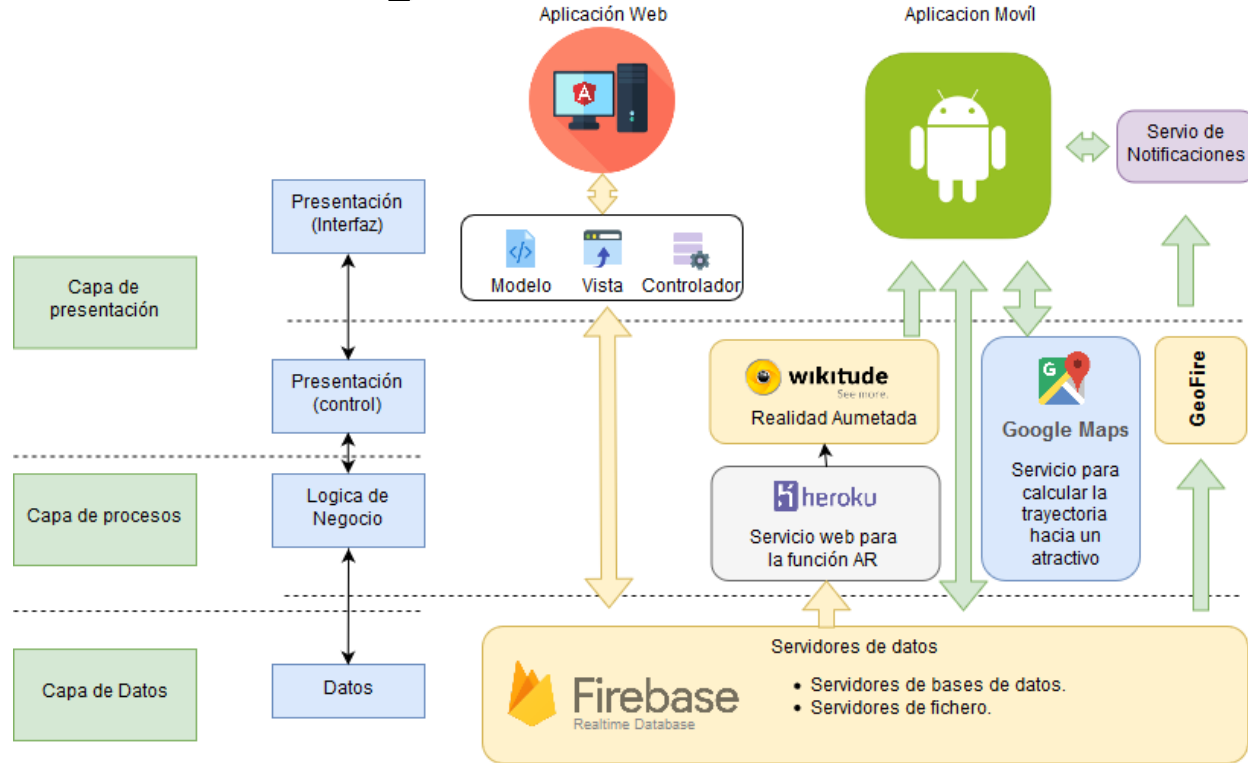 Aplicación Web
Aplicacion Movíl
Servio de
Notificaciones
Presentación
(Interfaz)
Modelo
Vista
Controlador
Capa de
presentación
Presentación
(control)
wikitude
See more.
Realidad Aumetada
G
Google Maps
Servicio para
calcular la
trayectoria
hacia un
atractivo
GeoFire
Capa de procesos
Logica de
Negocio
heroku
Servicio web para
la función AR
Capa de Datos
Datos
Servidores de datos
Firebase
Realtime Database
• Servidores de bases de datos.
• Servidores de fichero.